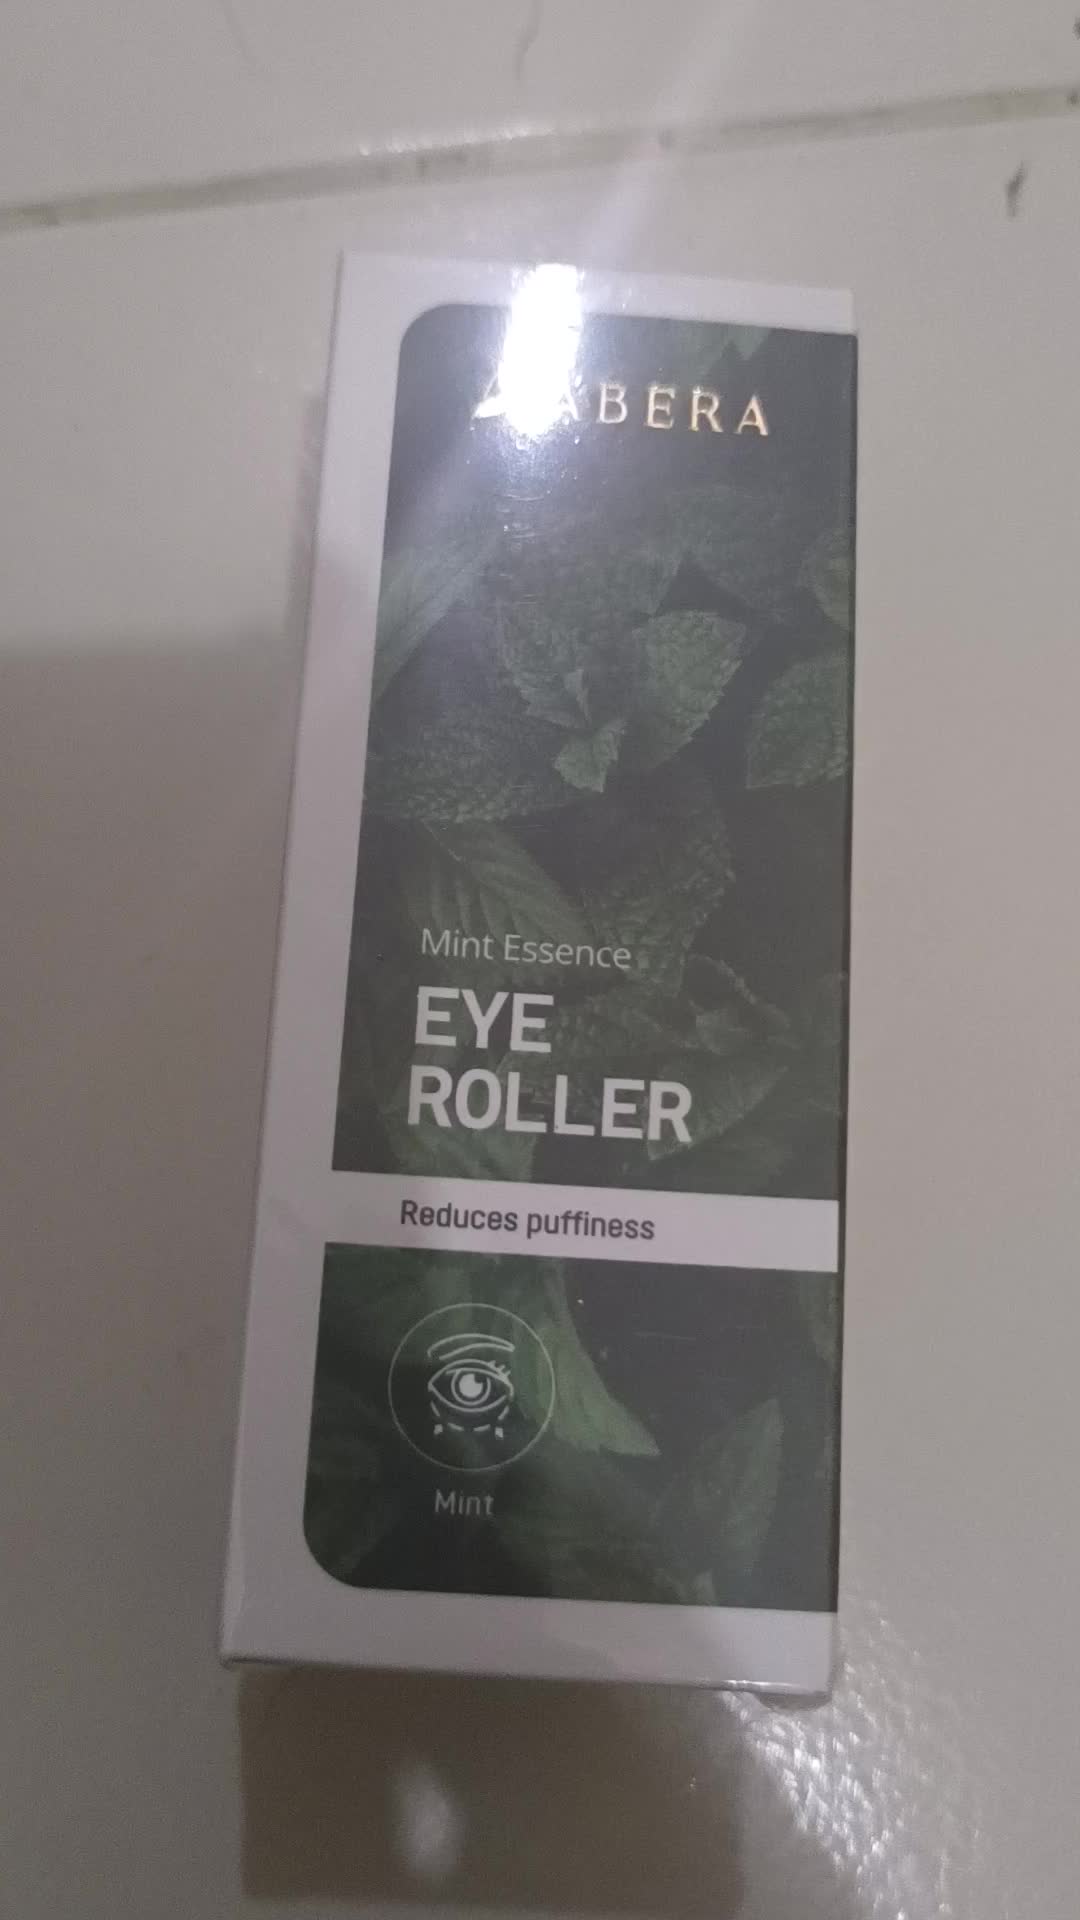 Mint Essence
EYE
ROLLER
Reduces puffiness
Mint